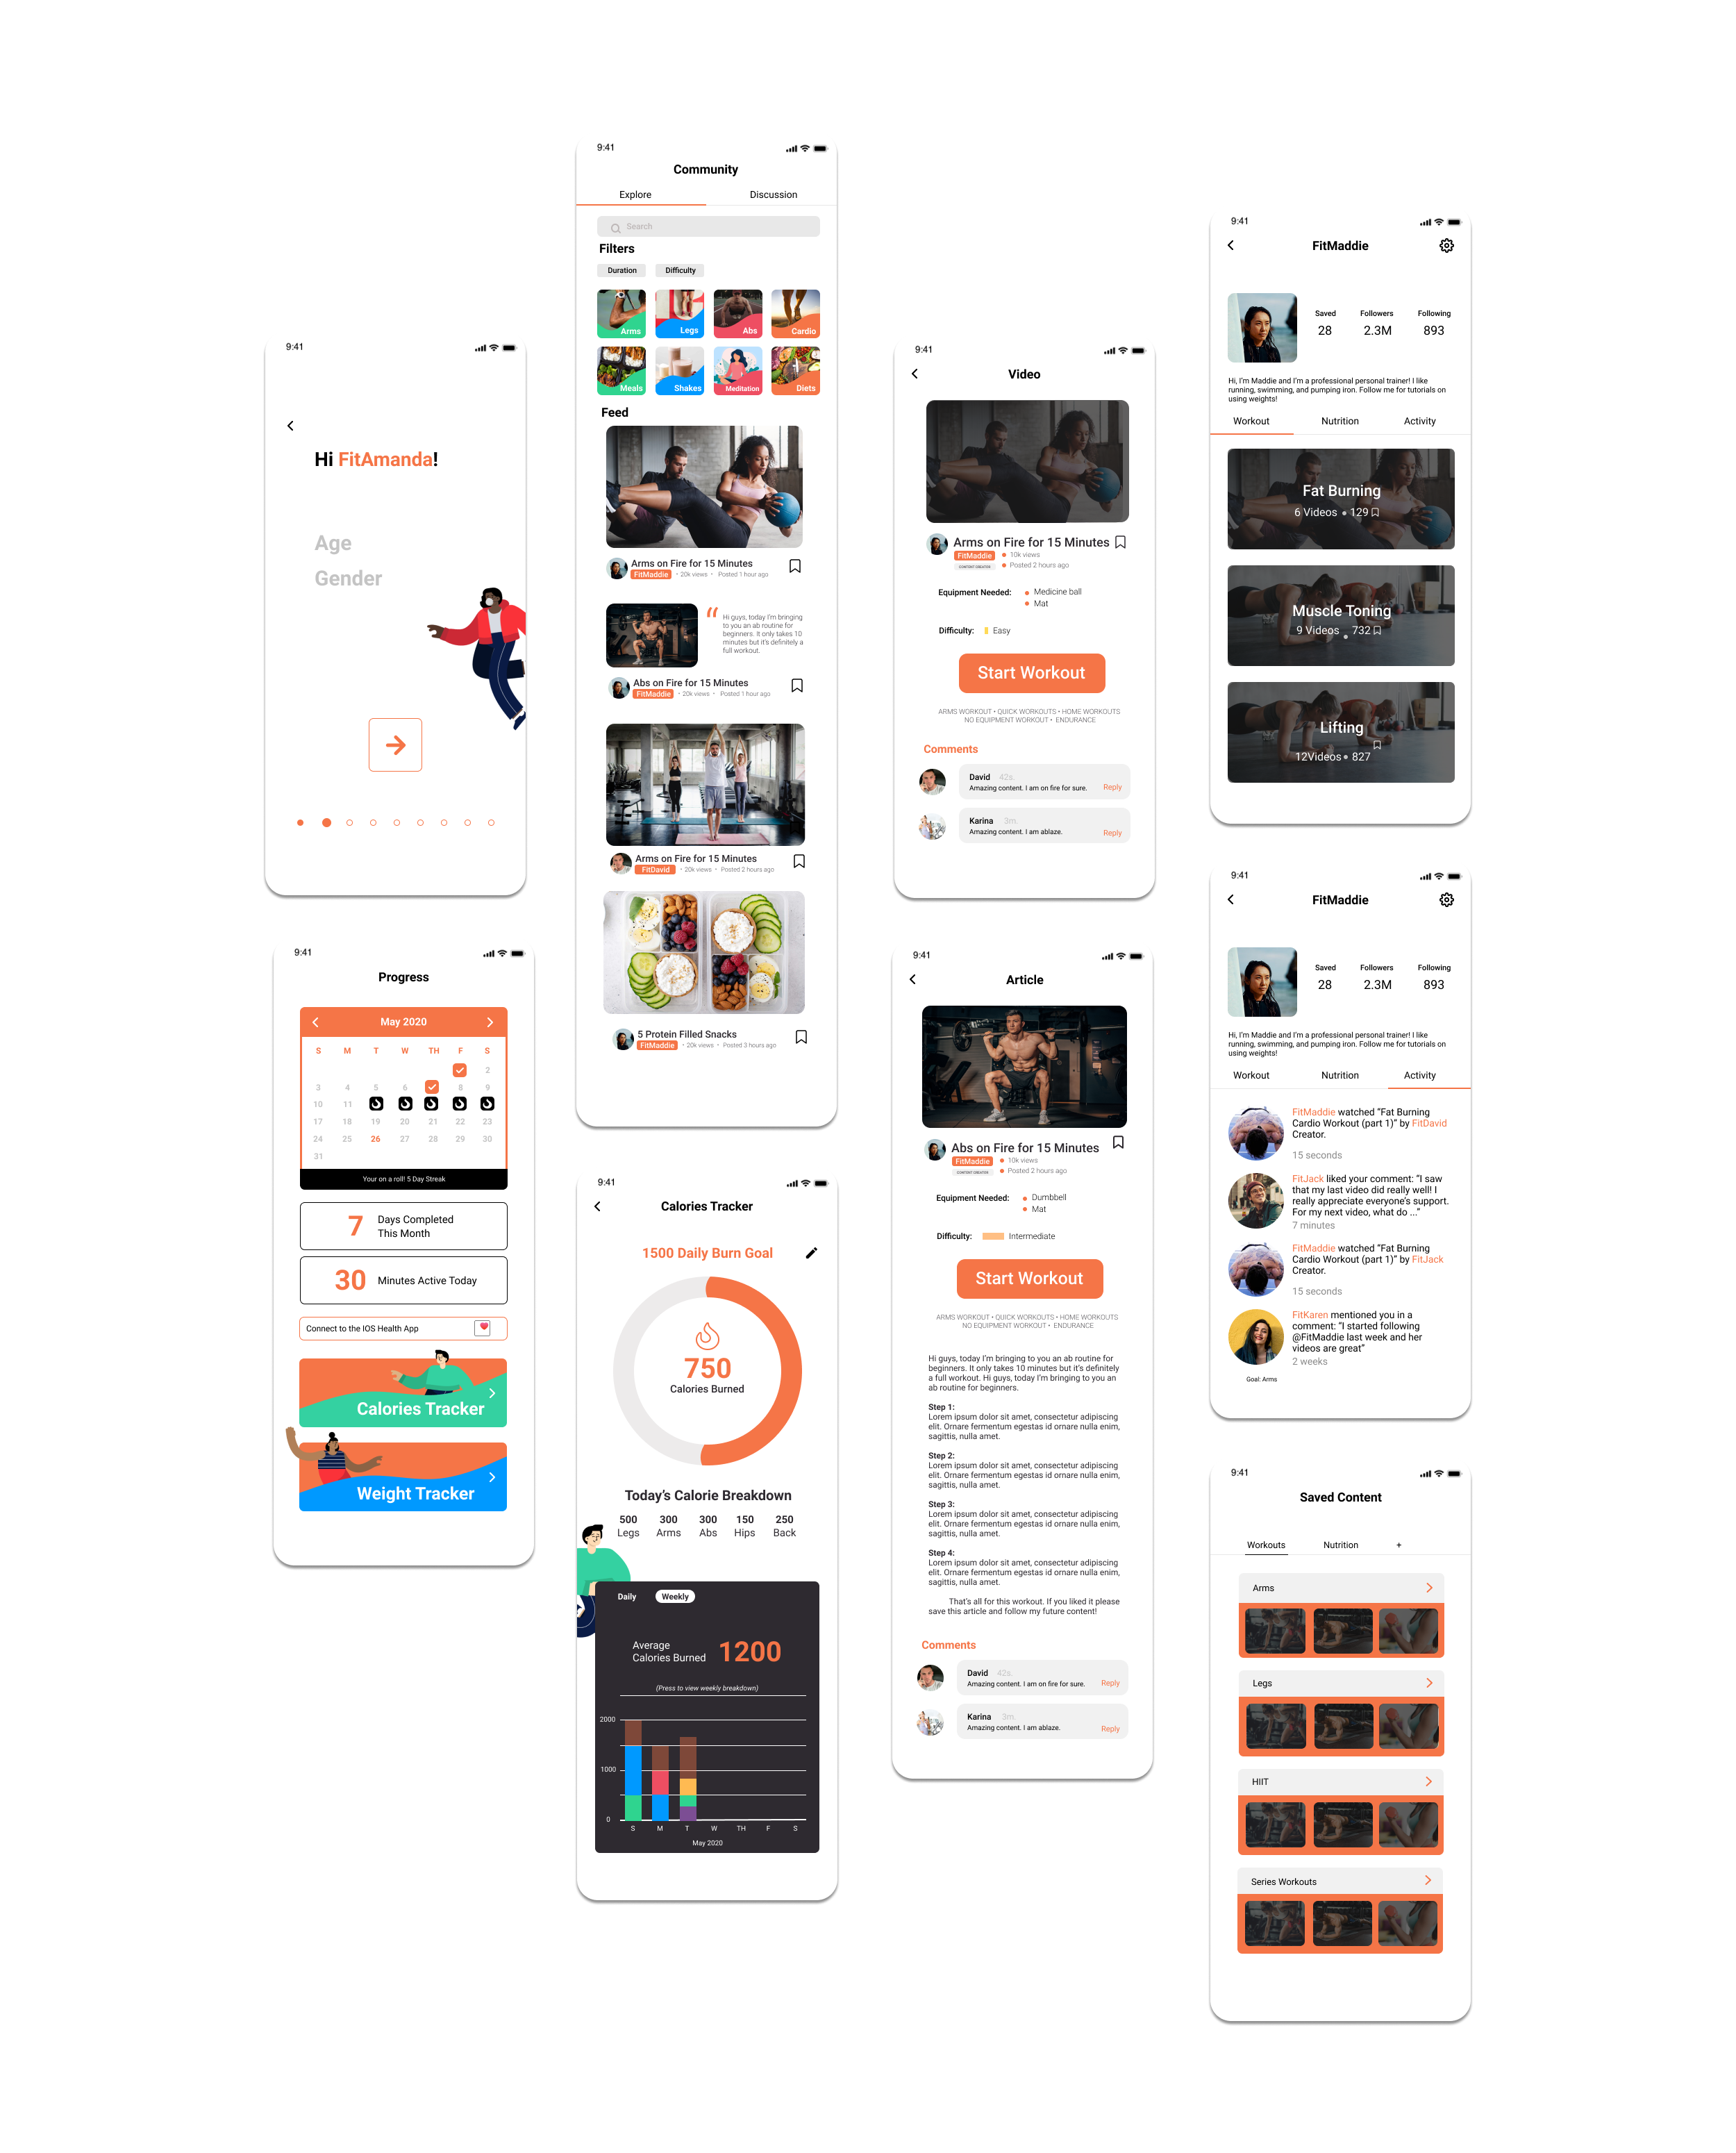 9:41
Hi FitAmanda!
Age
Gender
9:41
Progress
May 2020
S M T W TH F S
2
3 4 5 6 8 9
10 11
17 18 19 20 21 22 23
24 25 26 27 28 29 30
31
Your on a roll! 5 Day Streak
7 Days Completed
This Month
30 Minutes Active Today
Connect to the IOS Health App
Calories Tracker
Weight Tracker
9:41
Community
Explore Discussion
Search
Filters
Duration Difficulty
Arms Legs Abs Cardio
Meals Shakes Meditation Diets
Feed
Arms on Fire for 15 Minutes
FitMaddie • 20k views • Posted 1 hour ago
“ Hi guys, today I'm bringing
to you an ab routine for
beginners. It only takes 10
minutes but it's definitely a
full workout.
Abs on Fire for 15 Minutes
FitMaddie • 20k views • Posted 1 hour ago
Arms on Fire for 15 Minutes
FitDavid • 20k views • Posted 2 hours ago
5 Protein Filled Snacks
FitMaddie • 20k views • Posted 3 hours ago
9:41
Calories Tracker
1500 Daily Burn Goal
750
Calories Burned
Today's Calorie Breakdown
500 300 300 150 250
Legs Arms Abs Hips Back
Daily Weekly
Average
Calories Burned 1200
(Press to view weekly breakdown)
2000
1000
0
S M T W TH F S
May 2020
9:41
Video
Arms on Fire for 15 Minutes
FitMaddie • 10k views
CONTENT CREATOR • Posted 2 hours ago
Equipment Needed: • Medicine ball
• Mat
Difficulty: Easy
Start Workout
ARMS WORKOUT • QUICK WORKOUTS • HOME WORKOUTS
NO EQUIPMENT WORKOUT • ENDURANCE
Comments
David 42s.
Amazing content. I am on fire for sure. Reply
Karina 3m.
Amazing content. I am ablaze. Reply
9:41
Article
Abs on Fire for 15 Minutes
FitMaddie • 10k views
CONTENT CREATOR • Posted 2 hours ago
Equipment Needed: • Dumbbell
• Mat
Difficulty: Intermediate
Start Workout
ARMS WORKOUT • QUICK WORKOUTS • HOME WORKOUTS
NO EQUIPMENT WORKOUT • ENDURANCE
Hi guys, today I'm bringing to you an ab routine for
beginners. It only takes 10 minutes but it's definitely
a full workout. Hi guys, today I'm bringing to you an
ab routine for beginners.
Step 1:
Lorem ipsum dolor sit amet, consectetur adipiscing
elit. Ornare fermentum egestas id ornare nulla enim,
sagittis, nulla amet.
Step 2:
Lorem ipsum dolor sit amet, consectetur adipiscing
elit. Ornare fermentum egestas id ornare nulla enim,
sagittis, nulla amet.
Step 3:
Lorem ipsum dolor sit amet, consectetur adipiscing
elit. Ornare fermentum egestas id ornare nulla enim,
sagittis, nulla amet.
Step 4:
Lorem ipsum dolor sit amet, consectetur adipiscing
elit. Ornare fermentum egestas id ornare nulla enim,
sagittis, nulla amet.
That's all for this workout. If you liked it please
save this article and follow my future content!
Comments
David 42s.
Amazing content. I am on fire for sure. Reply
Karina 3m.
Amazing content. I am ablaze. Reply
9:41
FitMaddie
Saved Followers Following
28 2.3M 893
Hi, I'm Maddie and I'm a professional personal trainer! I like
running, swimming, and pumping iron. Follow me for tutorials on
using weights!
Workout Nutrition Activity
Fat Burning
6 Videos • 129
Muscle Toning
9 Videos • 732
Lifting
12Videos • 827
9:41
FitMaddie
Saved Followers Following
28 2.3M 893
Hi, I'm Maddie and I'm a professional personal trainer! I like
running, swimming, and pumping iron. Follow me for tutorials on
using weights!
Workout Nutrition Activity
FitMaddie watched “Fat Burning
Cardio Workout (part 1)” by FitDavid
Creator.
15 seconds
FitJack liked your comment: “I saw
that my last video did really well! I
really appreciate everyone's support.
For my next video, what do ...”
7 minutes
FitMaddie watched “Fat Burning
Cardio Workout (part 1)” by FitJack
Creator.
15 seconds
FitKaren mentioned you in a
comment: “I started following
@FitMaddie last week and her
videos are great”
2 weeks
Goal: Arms
9:41
Saved Content
Workouts Nutrition +
Arms
Legs
HIIT
Series Workouts